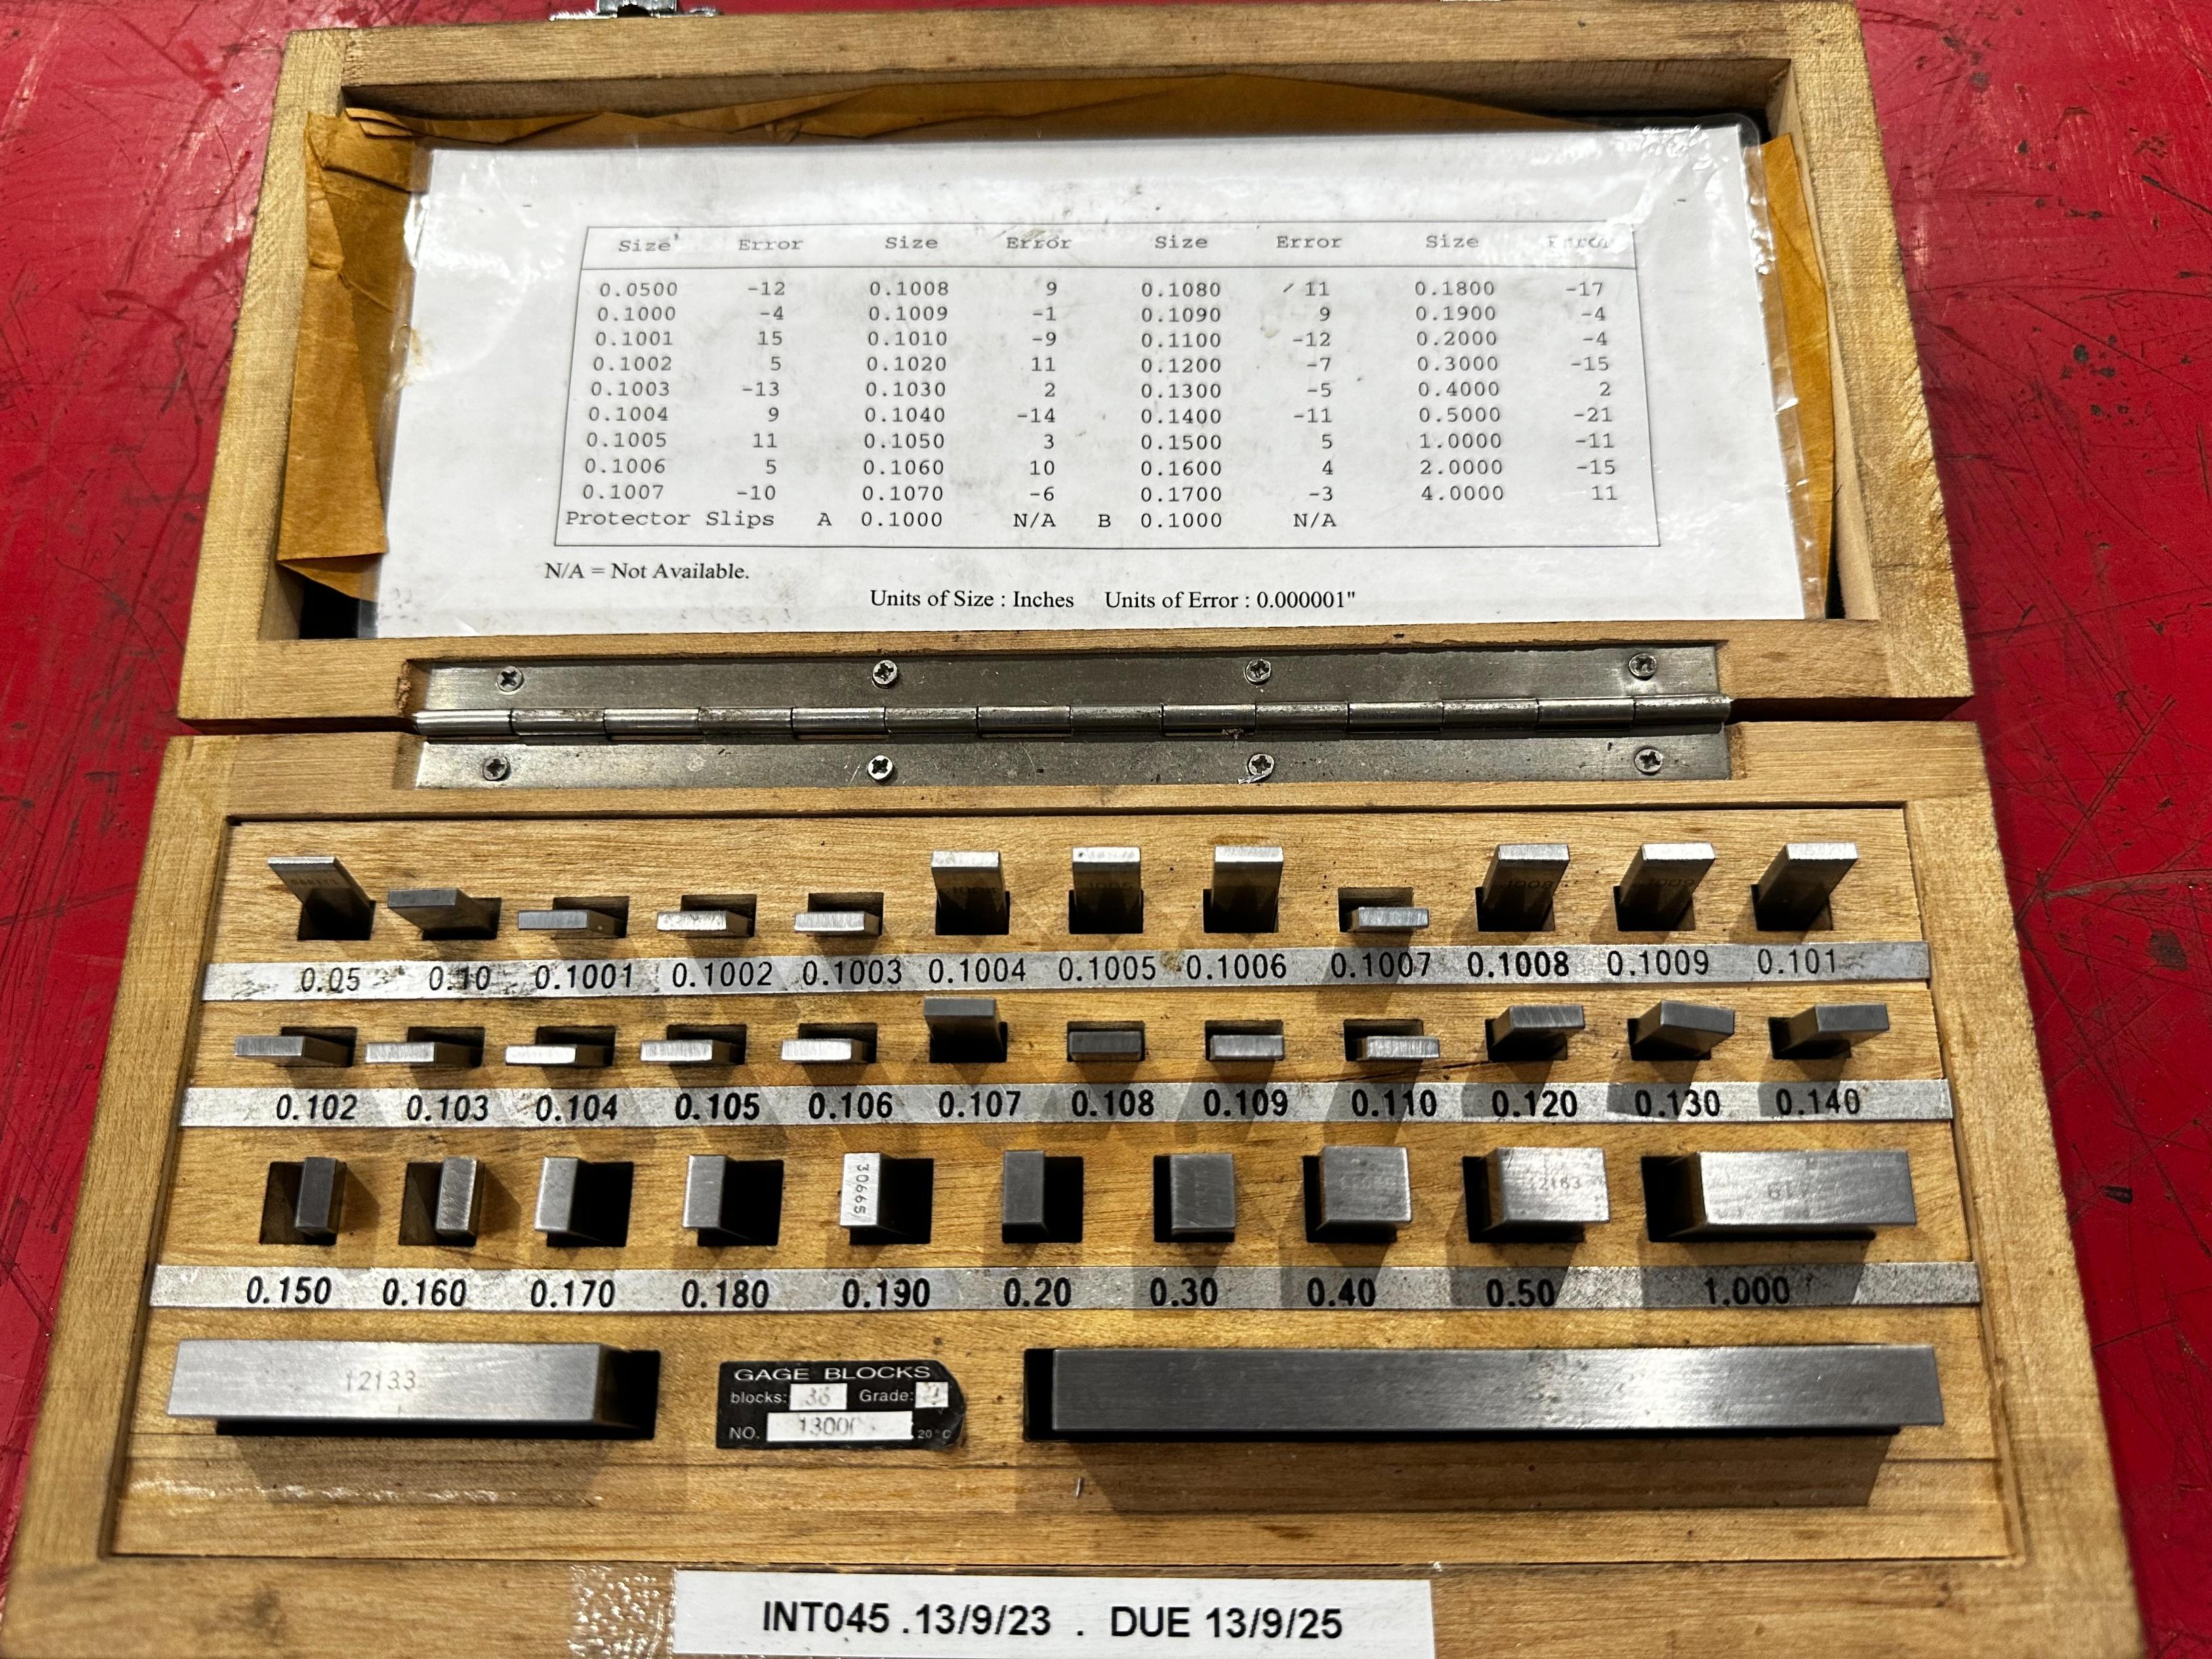 Size Error Size Error Size Error Size Error
0.0500 -12 0.1008 9 0.1080 11 0.1800 -17
0.1000 -4 0.1009 -1 0.1090 9 0.1900 -4
0.1001 15 0.1010 -9 0.1100 -12 0.2000 -4
0.1002 5 0.1020 11 0.1200 -7 0.3000 -15
0.1003 -13 0.1030 2 0.1300 -5 0.4000 2
0.1004 9 0.1040 -14 0.1400 -11 0.5000 -21
0.1005 11 0.1050 3 0.1500 5 1.0000 -11
0.1006 5 0.1060 10 0.1600 4 2.0000 -15
0.1007 -10 0.1070 -6 0.1700 -3 4.0000 11
Protector Slips A 0.1000 N/A B 0.1000 N/A
N/A = Not Available.
Units of Size : Inches Units of Error : 0.000001"
1008 1009
0.05 0.10 0.1001 0.1002 0.1003 0.1004 0.1005 0.1006 0.1007 0.1008 0.1009 0.101
0.102 0.103 0.104 0.105 0.106 0.107 0.108 0.109 0.110 0.120 0.130 0.140
30665 12163
0.150 0.160 0.170 0.180 0.190 0.20 0.30 0.40 0.50 1.000
12133
GAGE BLOCKS
blocks: 36 Grade:
NO. 20°C
INT045 .13/9/23 . DUE 13/9/25